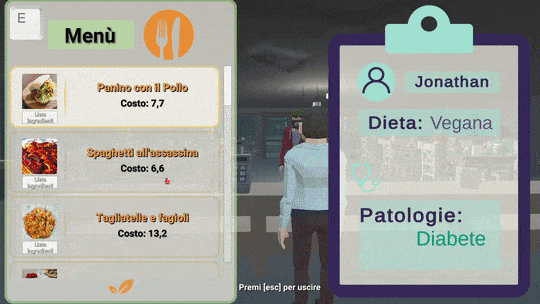 E
Menù
Panino con il Pollo
Costo: 7,7
Lista
Ingredienti
Spaghetti all'assassina
Costo: 6,6
Lista
Ingredienti
Tagliatelle e fagioli
Costo: 13,2
Lista
Ingredienti
Premi [esc] per uscire
Jonathan
Dieta: Vegana
Patologie:
Diabete